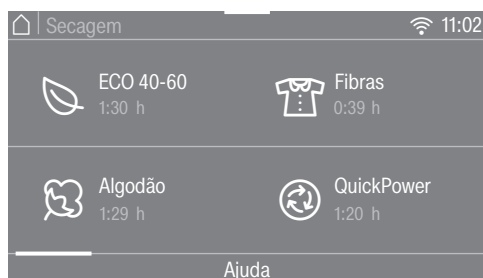 Secagem 11:02
ECO 40-60 Fibras
1:30 h 0:39 h
Algodão QuickPower
1:29 h 1:20 h
Ajuda